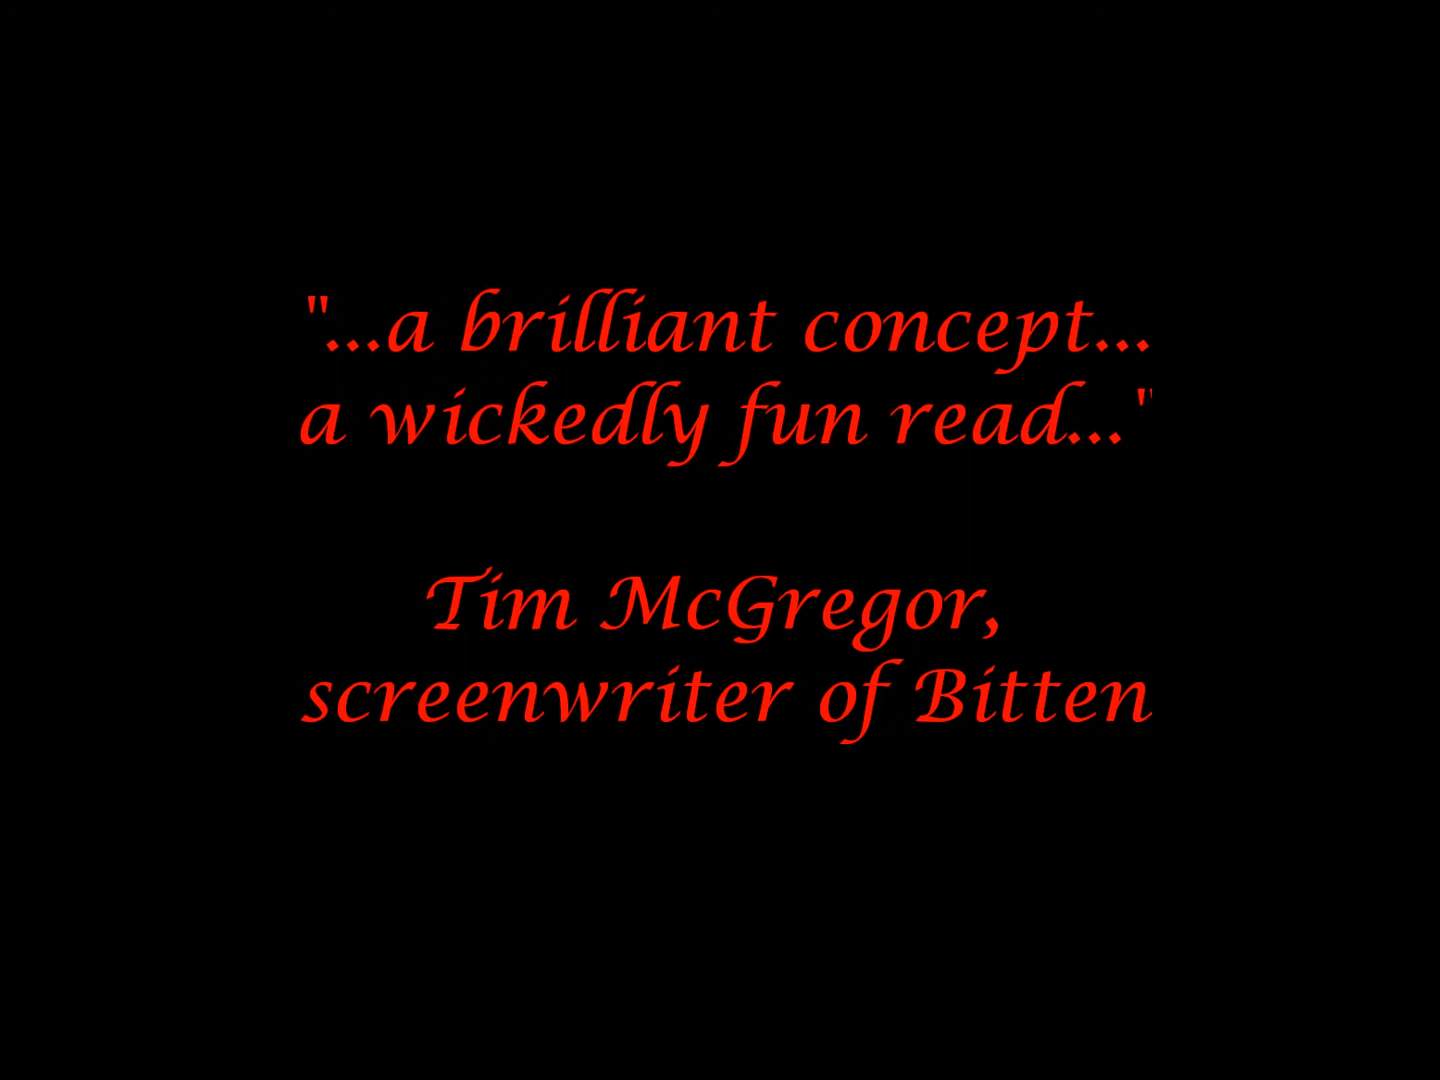 "...a brilliant concept...
a wickedly fun read..."
Tim McGregor,
screenwriter of Bitten